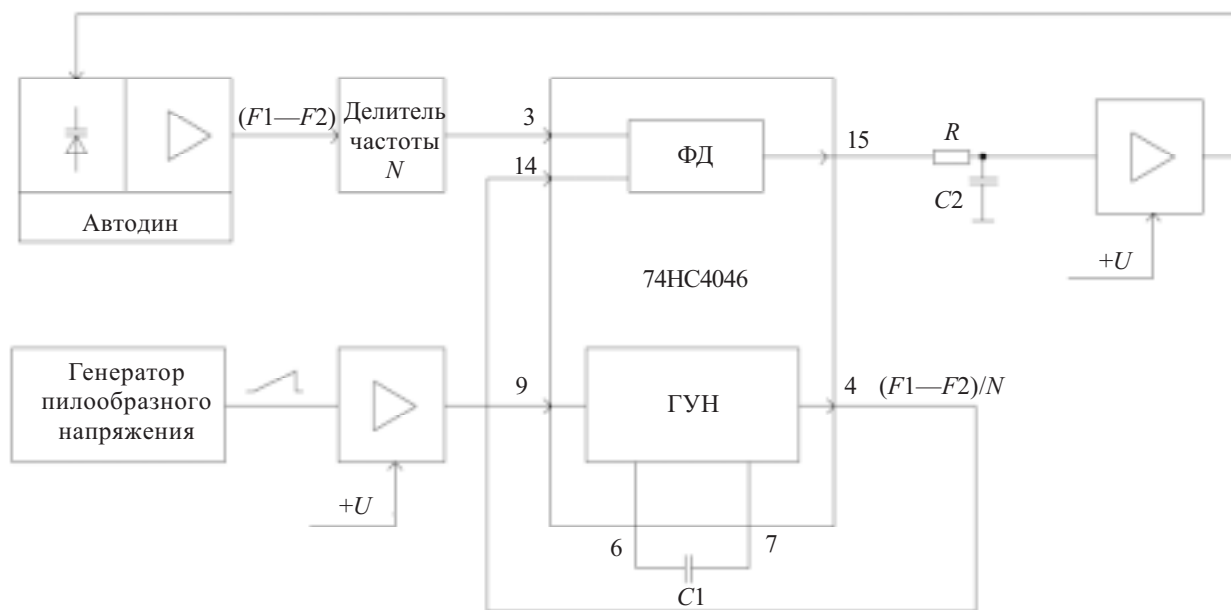 (F1—F2)
Делитель
частоты
N
3
14
ФД
15
R
C2
+U
Автодин
74НС4046
Генератор
пилообразного
напряжения
+U
9
ГУН
4
(F1—F2)/N
6
7
C1